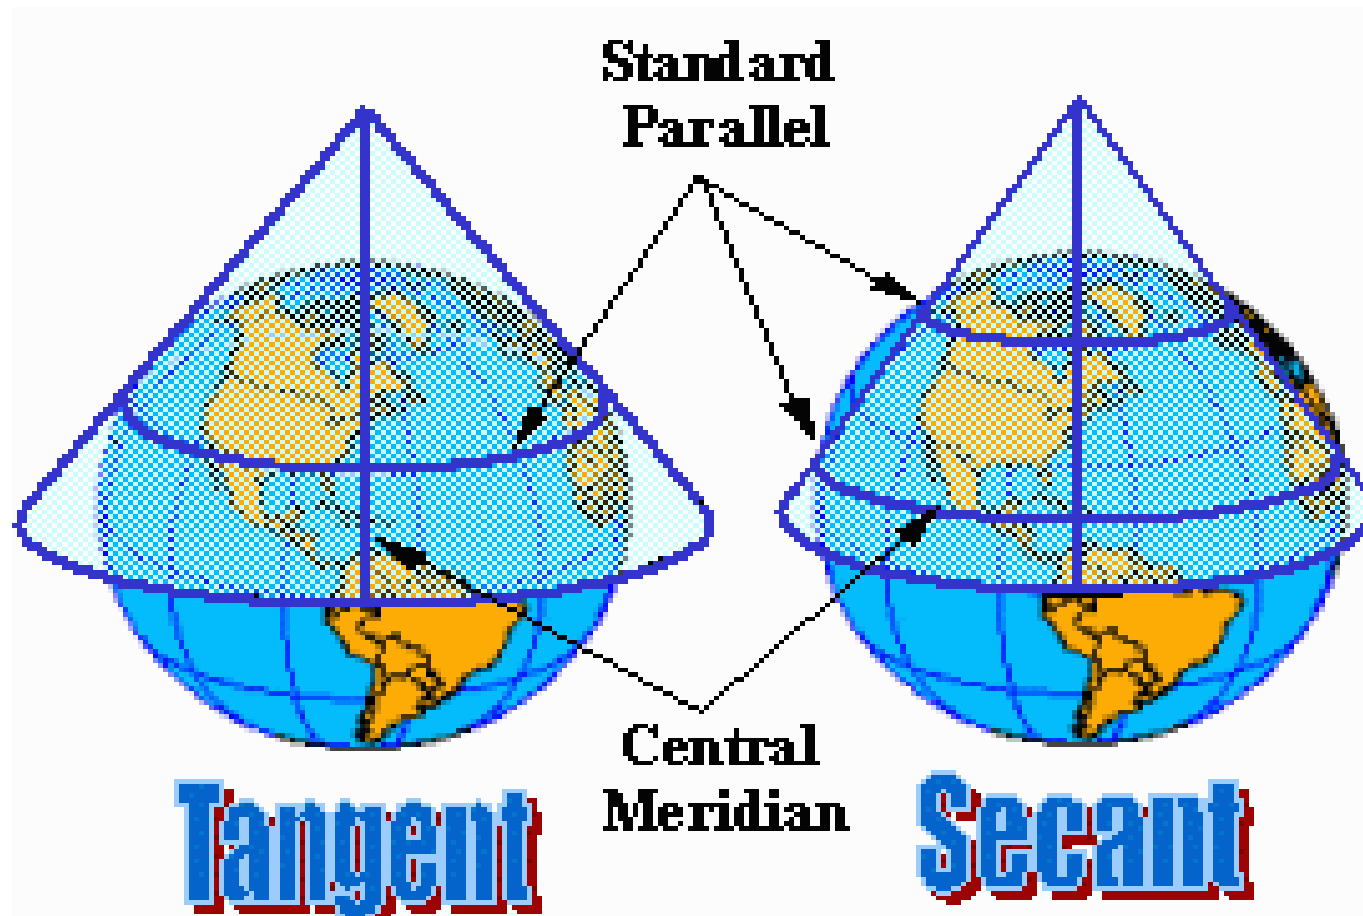 Standard
Parallel
Central
Meridian
Tangent
Secant